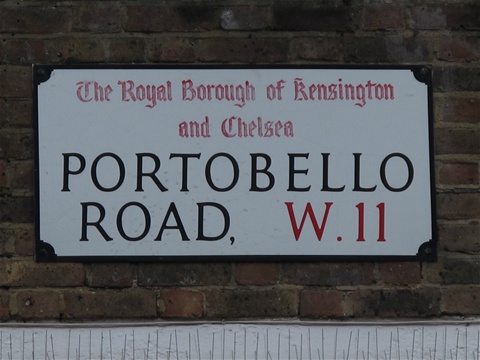 The Royal Borough of Kensington
and Chelsea
PORTOBELLO
ROAD, W.11